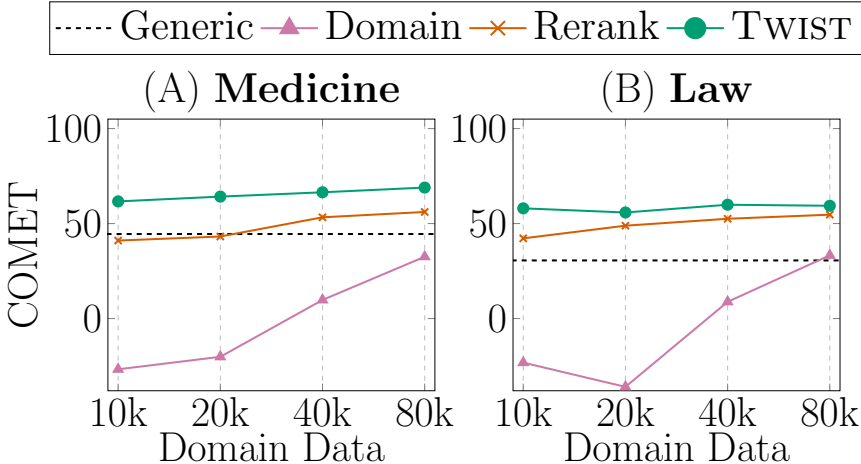 Generic Domain Rerank TWIST
(A) Medicine
(B) Law
COMET
100
50
0
10k 20k 40k 80k
Domain Data
100
50
0
10k 20k 40k 80k
Domain Data